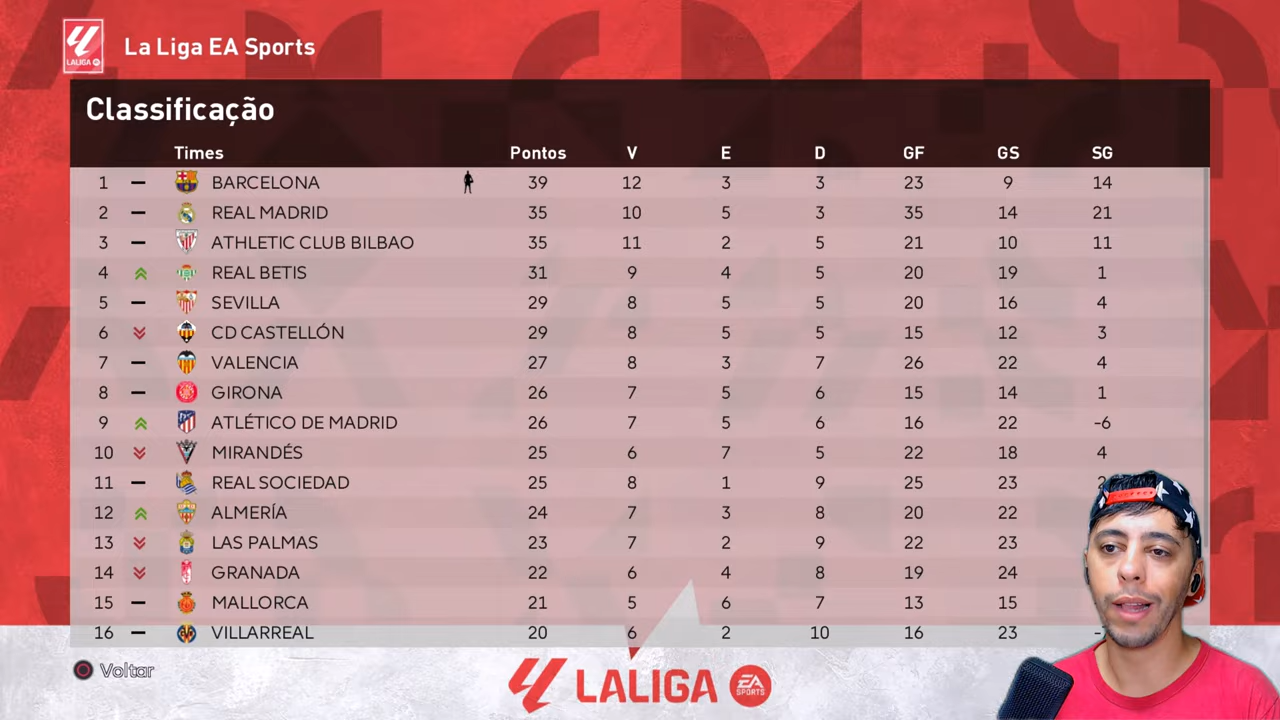 LALIGA
La Liga EA Sports
Classificação
Times Pontos V E D GF GS SG
1 BARCELONA 39 12 3 3 23 9 14
2 REAL MADRID 35 10 5 3 35 14 21
3 ATHLETIC CLUB BILBAO 35 11 2 5 21 10 11
4 REAL BETIS 31 9 4 5 20 19 1
5 SEVILLA 29 8 5 5 20 16 4
6 CD CASTELLÓN 29 8 5 5 15 12 3
7 VALENCIA 27 8 3 7 26 22 4
8 GIRONA 26 7 5 6 15 14 1
9 ATLÉTICO DE MADRID 26 7 5 6 16 22 -6
10 MIRANDÉS 25 6 7 5 22 18 4
11 REAL SOCIEDAD 25 8 1 9 25 23 2
12 ALMERÍA 24 7 3 8 20 22
13 LAS PALMAS 23 7 2 9 22 23
14 GRANADA 22 6 4 8 19 24
15 MALLORCA 21 5 6 7 13 15
16 VILLARREAL 20 6 2 10 16 23
Voltar
LALIGA EA SPORTS